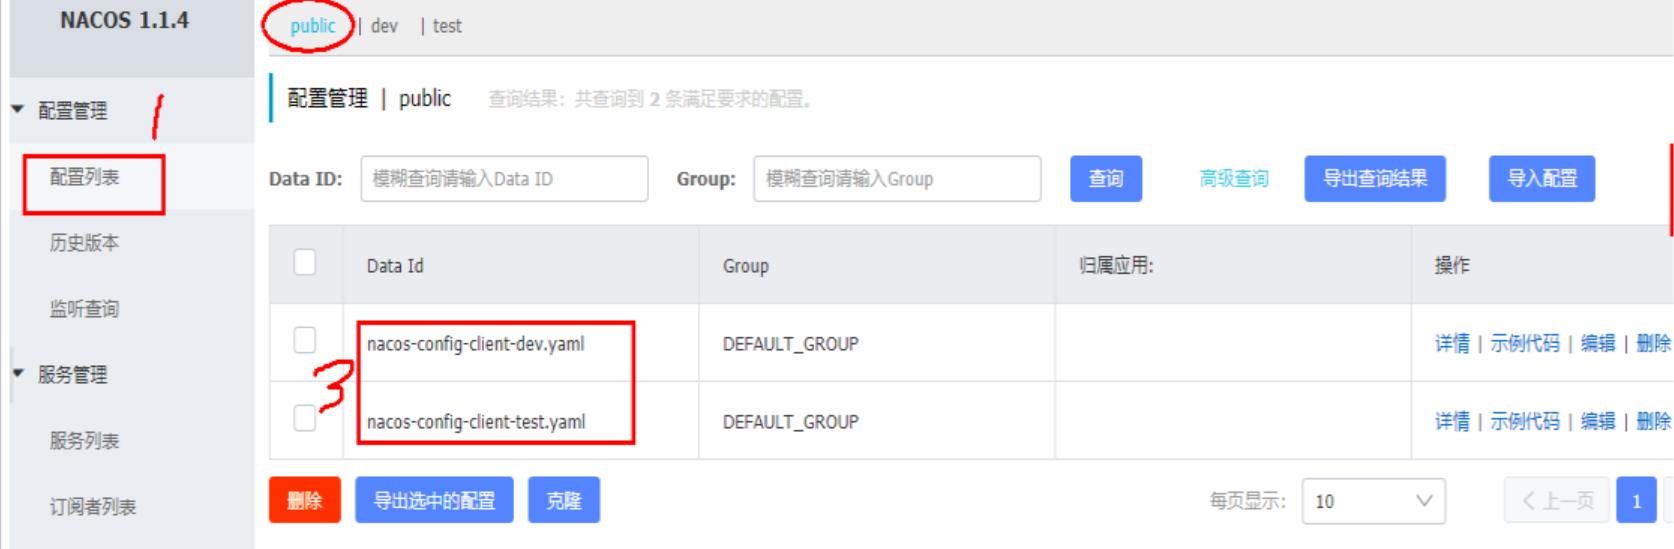 NACOS 1.1.4
public | dev | test
配置管理
1
配置列表
历史版本
监听查询
服务管理
服务列表
订阅者列表
配置管理 | public 查询结果：共查询到 2 条满足要求的配置。
Data ID: 模糊查询请输入Data ID Group: 模糊查询请输入Group 查询 高级查询 导出查询结果 导入配置
Data Id Group 归属应用: 操作
nacos-config-client-dev.yaml DEFAULT_GROUP 详情 | 示例代码 | 编辑 | 删除
3
nacos-config-client-test.yaml DEFAULT_GROUP 详情 | 示例代码 | 编辑 | 删除
删除 导出选中的配置 克隆 每页显示: 10 上一页 1